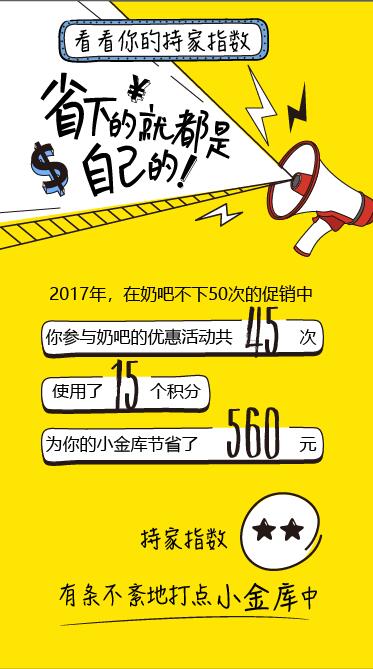 看看你的持家指数
省下的就都是
自己的!
2017年，在奶吧不下50次的促销中
你参与奶吧的优惠活动共 45 次
使用了 15 个积分
为你的小金库节省了 560 元
持家指数 ★★
有条不紊地打点小金库中